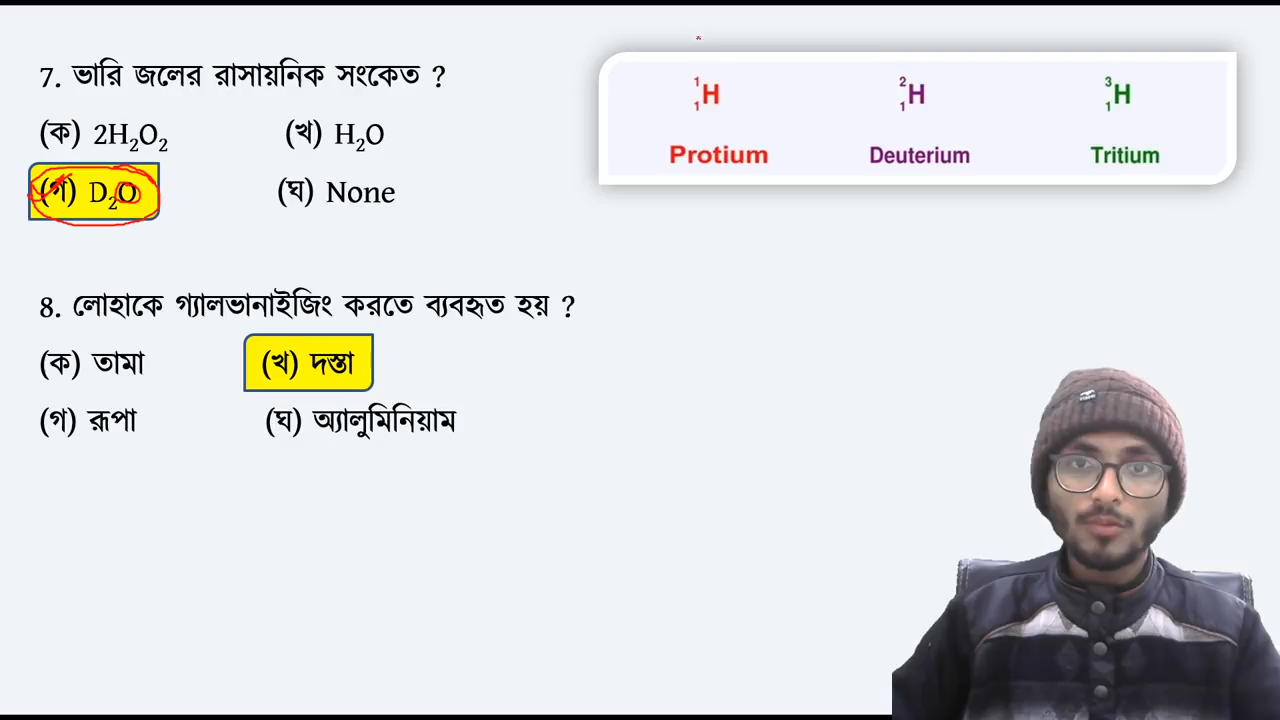 7. ভারি জলের রাসায়নিক সংকেত ?
(ক) 2H₂O₂ (খ) H₂O
(গ) D₂O (ঘ) None
8. লোহাকে গ্যালভানাইজিং করতে ব্যবহৃত হয় ?
(ক) তামা (খ) দস্তা
(গ) রূপা (ঘ) অ্যালুমিনিয়াম
¹₁H ²₁H ³₁H
Protium Deuterium Tritium